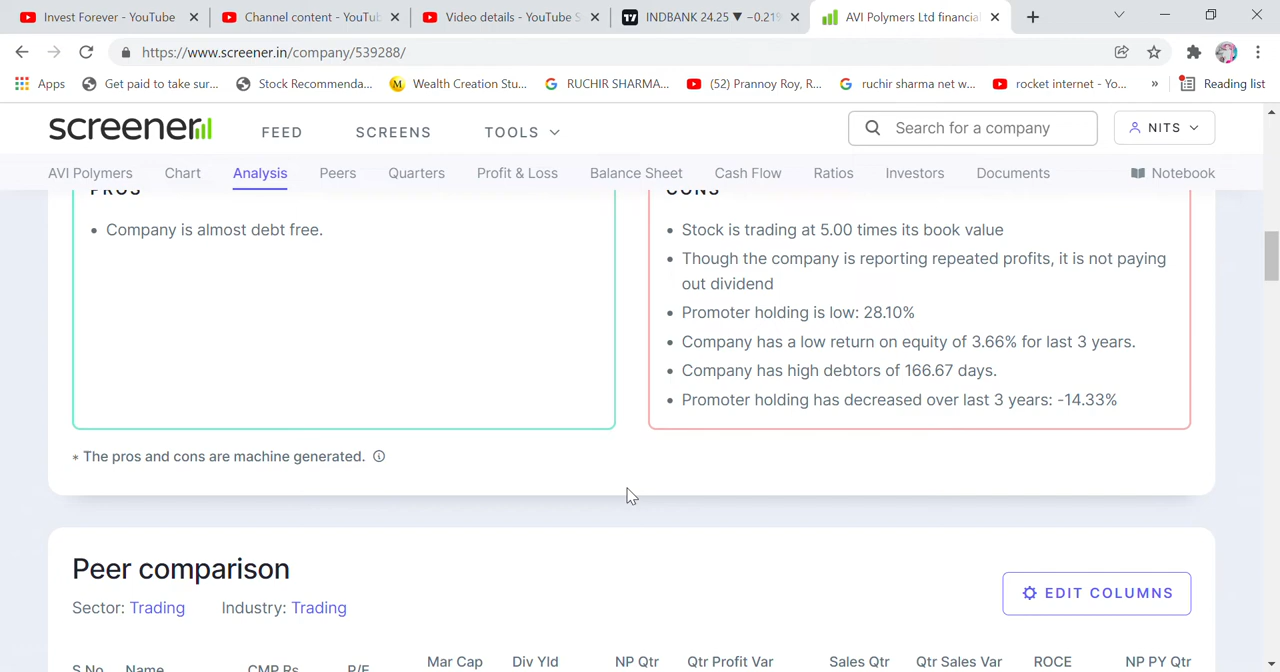 Invest Forever - YouTube
Channel content - YouTub
Video details - YouTube S
INDBANK 24.25 ▼ −0.21%
AVI Polymers Ltd financia
https://www.screener.in/company/539288/
Apps
Get paid to take sur...
Stock Recommenda...
Wealth Creation Stu...
RUCHIR SHARMA...
(52) Prannoy Roy, R...
ruchir sharma net w...
rocket internet - Yo...
»
Reading list
screener
FEED
SCREENS
TOOLS
Search for a company
NITS
AVI Polymers
Chart
Analysis
Peers
Quarters
Profit & Loss
Balance Sheet
Cash Flow
Ratios
Investors
Documents
Notebook
PROS
• Company is almost debt free.
CONS
• Stock is trading at 5.00 times its book value
• Though the company is reporting repeated profits, it is not paying
out dividend
• Promoter holding is low: 28.10%
• Company has a low return on equity of 3.66% for last 3 years.
• Company has high debtors of 166.67 days.
• Promoter holding has decreased over last 3 years: -14.33%
* The pros and cons are machine generated.
Peer comparison
Sector: Trading
Industry: Trading
EDIT COLUMNS
S.No.
Name
CMP Rs.
P/E
Mar Cap
Div Yld
NP Qtr
Qtr Profit Var
Sales Qtr
Qtr Sales Var
ROCE
NP PY Qtr